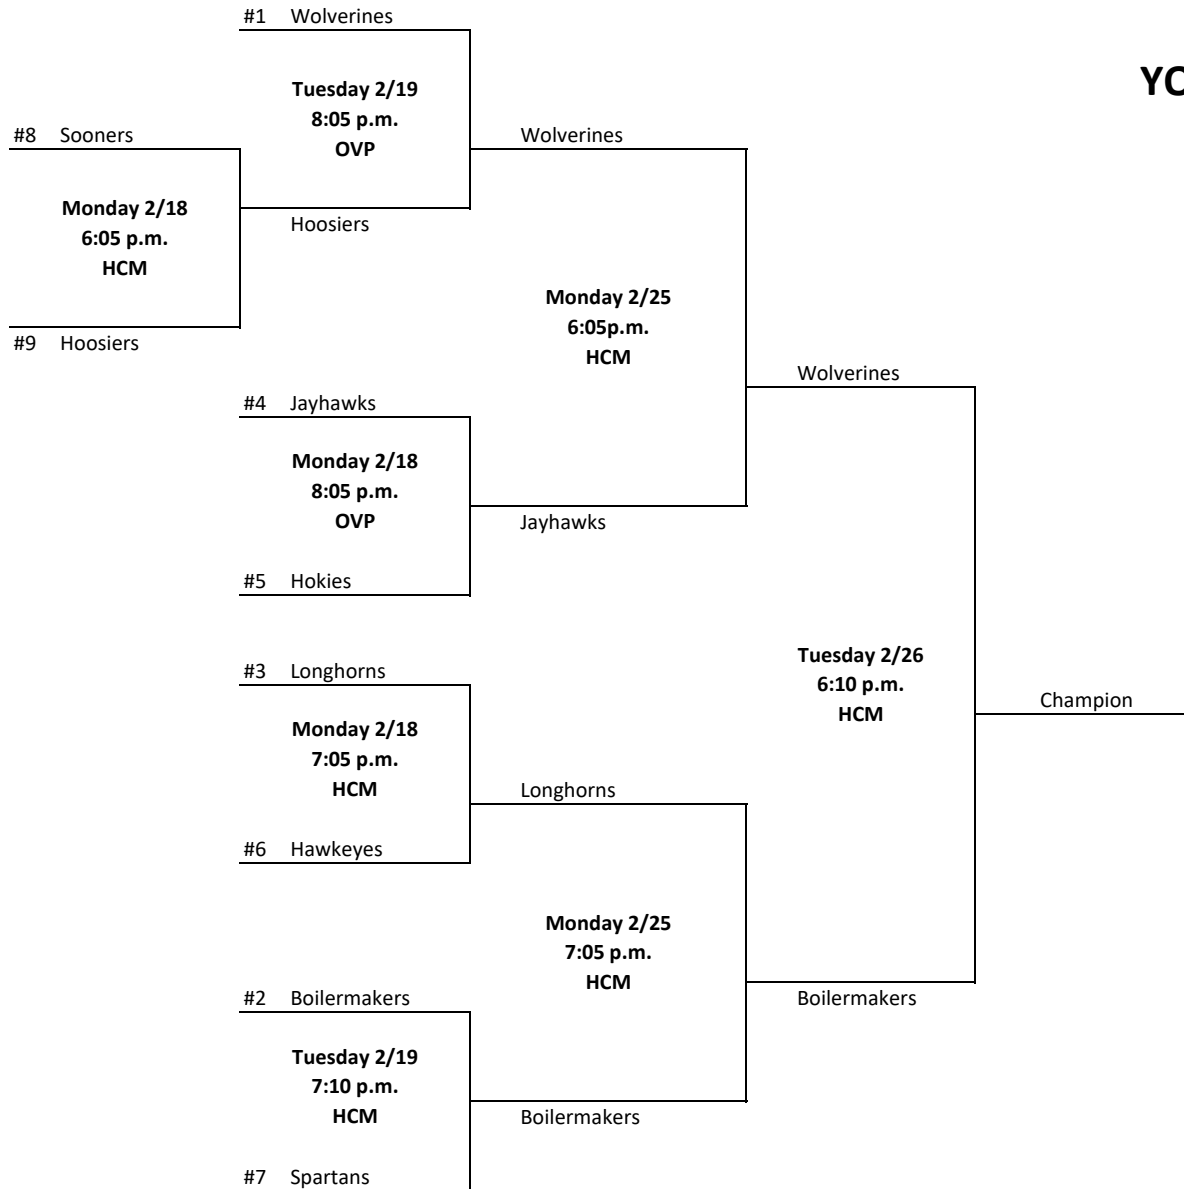 #1 Wolverines
YO
Tuesday 2/19
8:05 p.m.
OVP
#8 Sooners
Wolverines
Monday 2/18
6:05 p.m.
HCM
Hoosiers
Monday 2/25
6:05p.m.
HCM
#9 Hoosiers
Wolverines
#4 Jayhawks
Monday 2/18
8:05 p.m.
OVP
Jayhawks
#5 Hokies
Tuesday 2/26
6:10 p.m.
HCM
#3 Longhorns
Champion
Monday 2/18
7:05 p.m.
HCM
Longhorns
#6 Hawkeyes
Monday 2/25
7:05 p.m.
HCM
#2 Boilermakers
Boilermakers
Tuesday 2/19
7:10 p.m.
HCM
Boilermakers
#7 Spartans